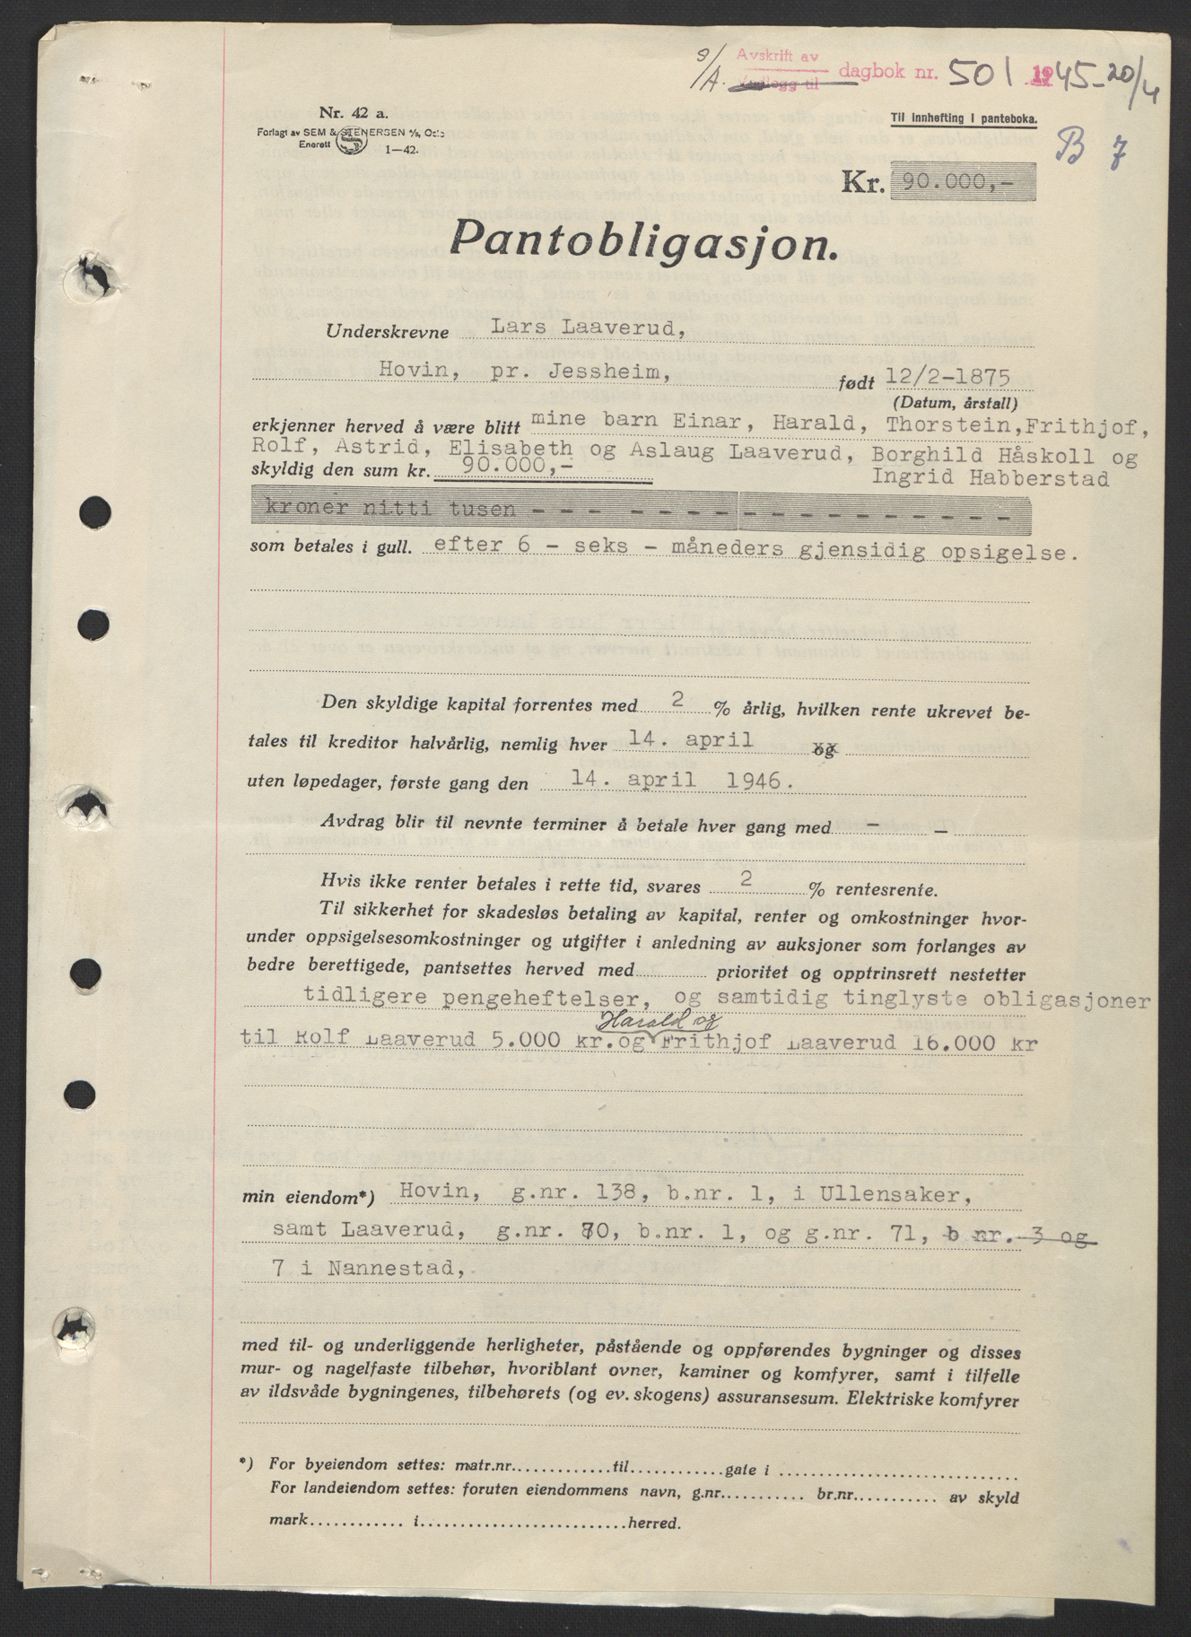 S/A. Avskrift av
Vedlegg til dagbok nr. 501 1945 - 20/4
Nr. 42 a.
Forlagt av SEM & STENERSEN A/S, Oslo
Enerett 1—42.
Til innhefting i panteboka.
B 7
Kr. 90.000,-
Pantobligasjon.
Underskrevne Lars Laaverud,
Hovin, pr. Jessheim, født 12/2-1875
(Datum, årstall)
erkjenner herved å være blitt mine barn Einar, Harald, Thorstein, Frithjof,
Rolf, Astrid, Elisabeth og Aslaug Laaverud, Borghild Håskoll og
skyldig den sum kr. 90.000,- Ingrid Habberstad
kroner nitti tusen - - - - - - - - - - - - - - - - -
som betales i gull. efter 6 - seks - måneders gjensidig opsigelse.
Den skyldige kapital forrentes med 2 % årlig, hvilken rente ukrevet be-
tales til kreditor halvårlig, nemlig hver 14. april og
uten løpedager, første gang den 14. april 1946.
Avdrag blir til nevnte terminer å betale hver gang med - -
Hvis ikke renter betales i rette tid, svares 2 % rentesrente.
Til sikkerhet for skadesløs betaling av kapital, renter og omkostninger hvor-
under oppsigelsesomkostninger og utgifter i anledning av auksjoner som forlanges av
bedre berettigede, pantsettes herved med............ prioritet og opptrinsrett nestetter
tidligere pengeheftelser, og samtidig tinglyste obligasjoner
Harald og
til Rolf Laaverud 5.000 kr. og Frithjof Laaverud 16.000 kr
min eiendom*) Hovin, g.nr. 138, b.nr. 1, i Ullensaker,
samt Laaverud, g.nr. 70, b.nr. 1, og g.nr. 71, b nr. 3 og
7 i Nannestad,
med til- og underliggende herligheter, påstående og oppførendes bygninger og disses
mur- og nagelfaste tilbehør, hvoriblant ovner, kaminer og komfyrer, samt i tilfelle
av ildsvåde bygningenes, tilbehørets (og ev. skogens) assuransesum. Elektriske komfyrer
*) For byeiendom settes: matr.nr.............til............gate i ..............................
For landeiendom settes: foruten eiendommens navn, g.nr........... br.nr........... av skyld
mark............ i..........................herred.